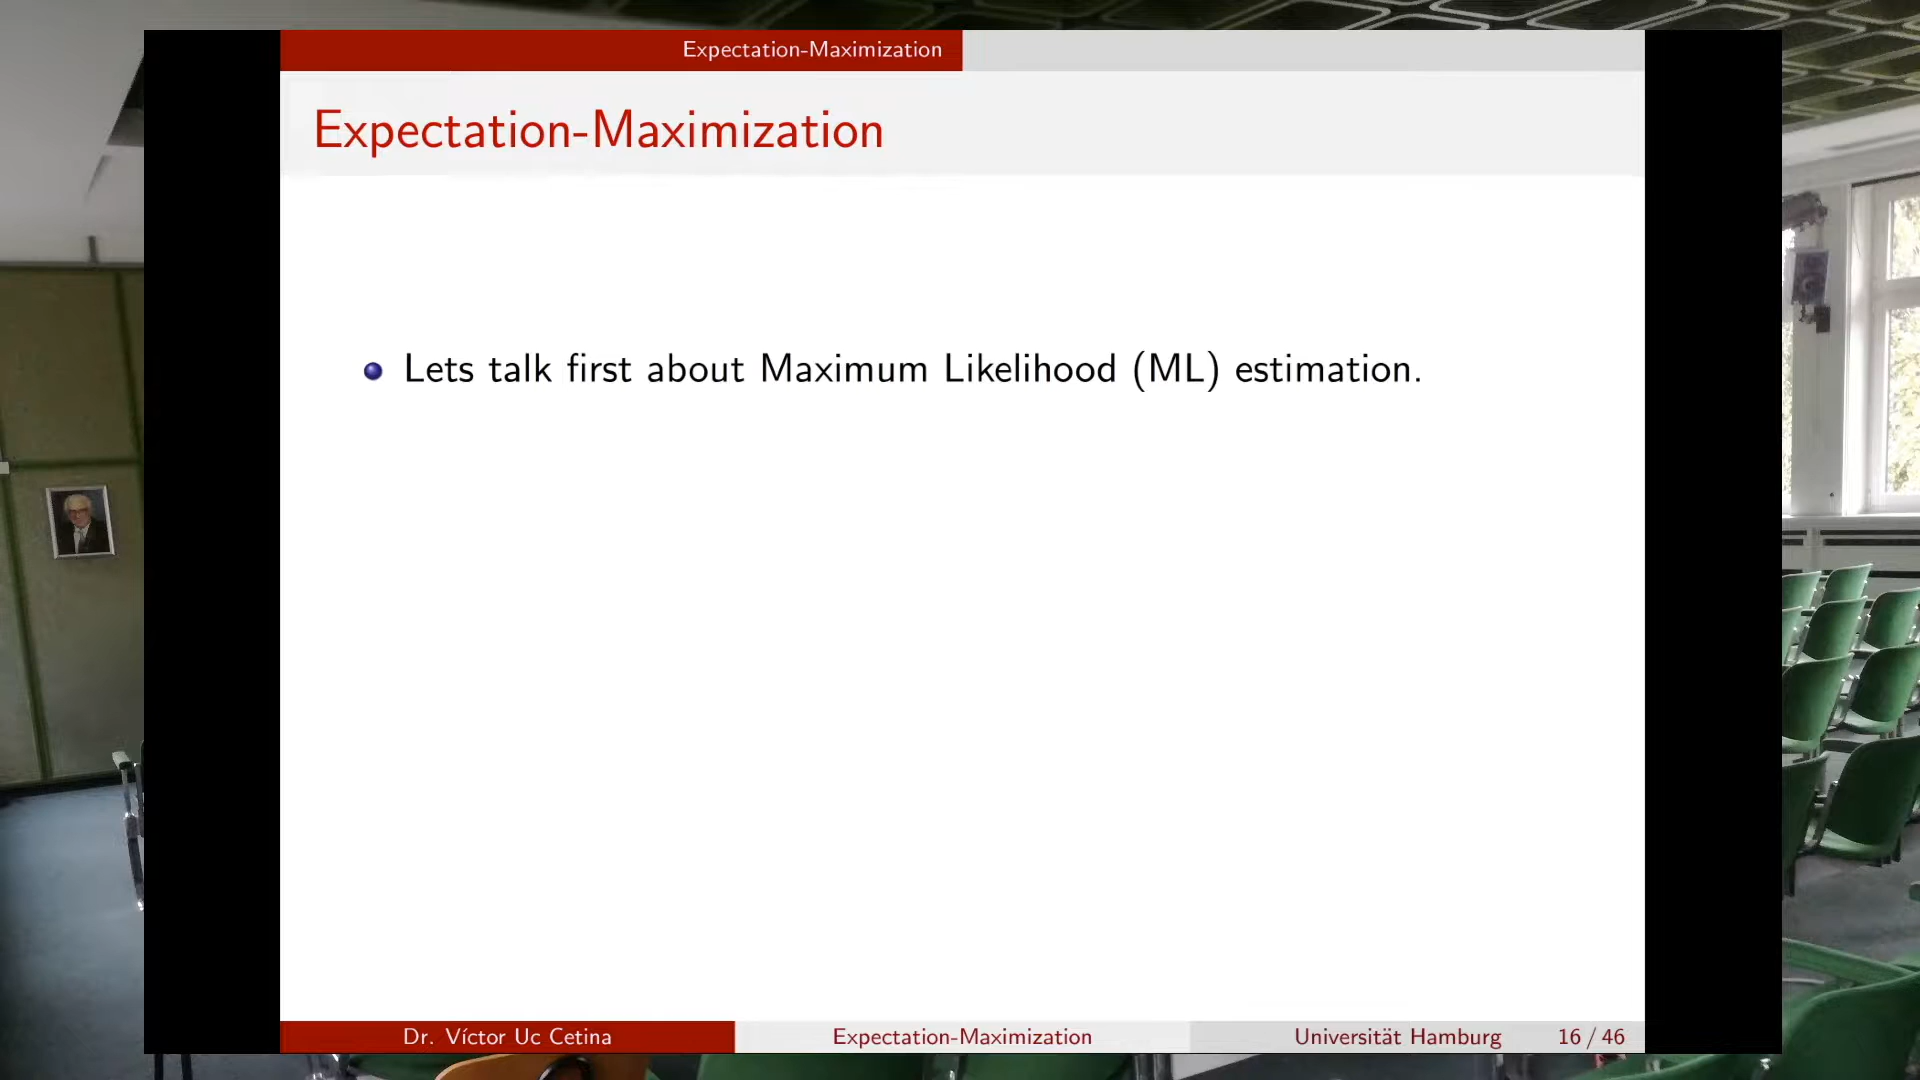 Expectation-Maximization
Expectation-Maximization
Lets talk first about Maximum Likelihood (ML) estimation.
Dr. Víctor Uc Cetina Expectation-Maximization Universität Hamburg 16 / 46